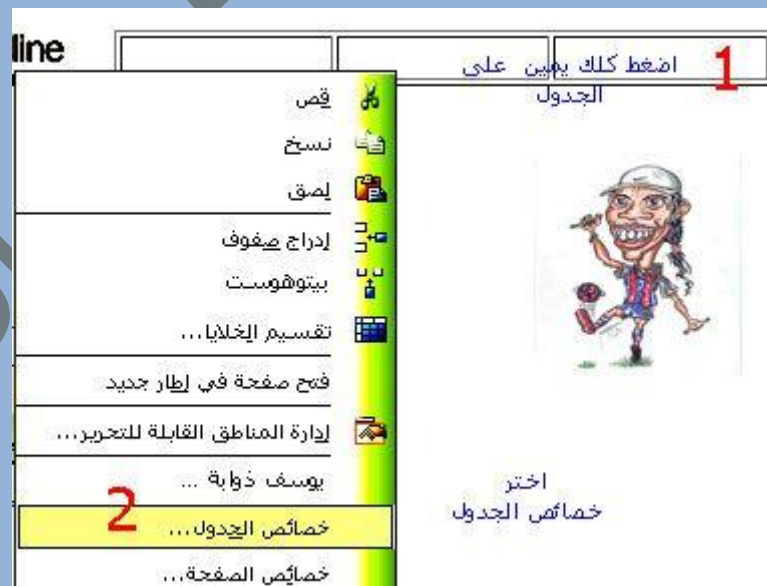 line
اضغط كلك يمين على
الجدول
1
قص
نسخ
لصق
إدراج صفوف
بيتوهوست
تقسيم الخلايا...
فتح صفحة في إطار جديد
إدارة المناطق القابلة للتحرير...
يوسف ذوابة ...
2
خصائص الجدول...
خصائص الصفحة...
اختر
خصائص الجدول